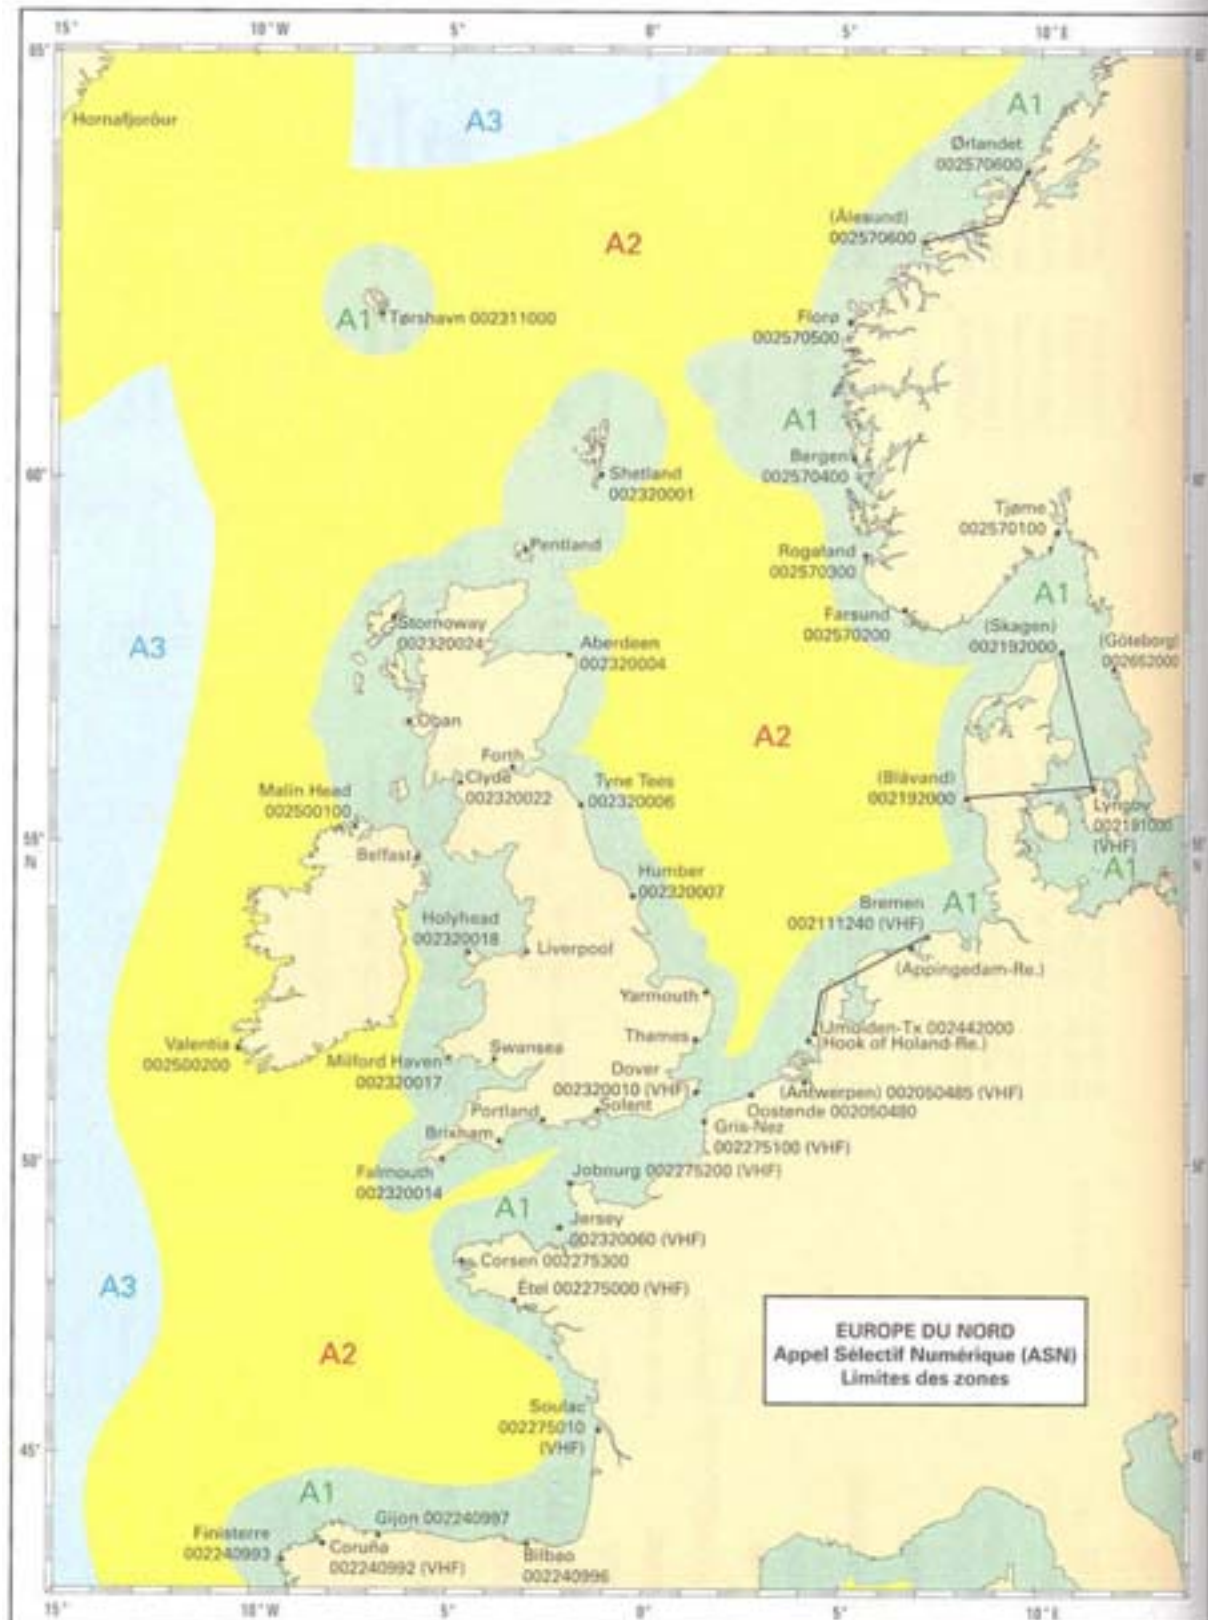 15° 10°W 5° 0° 5° 10°E
65°
Hornafjorður
A3
A1
Ørlandet
002570600
(Ålesund)
002570600
A2
A1 Tørshavn 002311000
Florø
002570500
A1
Bergen
002570400
60°
Shetland
002320001
Tjøme
002570100
Pentland
Rogaland
002570300
A1
Farsund
002570200
(Skagen)
002192000
(Göteborg)
002652000
Stornoway
002320024
Aberdeen
002320004
A3
Oban
A2
Forth
Clyde
002320022
Tyne Tees
002320006
(Blåvand)
002192000
Malin Head
002500100
Lyngby
002191000
(VHF)
A1
55°
N
Belfast
Humber
002320007
Bremen
002111240 (VHF)
A1
Holyhead
002320018
Liverpool
(Appingedam-Re.)
Yarmouth
Thames
IJmuiden-Tx 002442000
(Hook of Holand-Re.)
Valentia
002500200
Milford Haven
002320017
Swansea
Dover
002320010 (VHF)
(Antwerpen) 002050485 (VHF)
Oostende 002050480
Portland
Solent
Brixham
Gris-Nez
002275100 (VHF)
50°
Falmouth
002320014
Jobourg 002275200 (VHF)
A1
Jersey
002320060 (VHF)
Corsen 002275300
Étel 002275000 (VHF)
A3
A2
EUROPE DU NORD
Appel Sélectif Numérique (ASN)
Limites des zones
Soulac
002275010
(VHF)
45°
A1
Gijon 002240997
Finisterre
002240993
Coruña
002240992 (VHF)
Bilbao
002240996
15° 10°W 5° 0° 5° 10°E